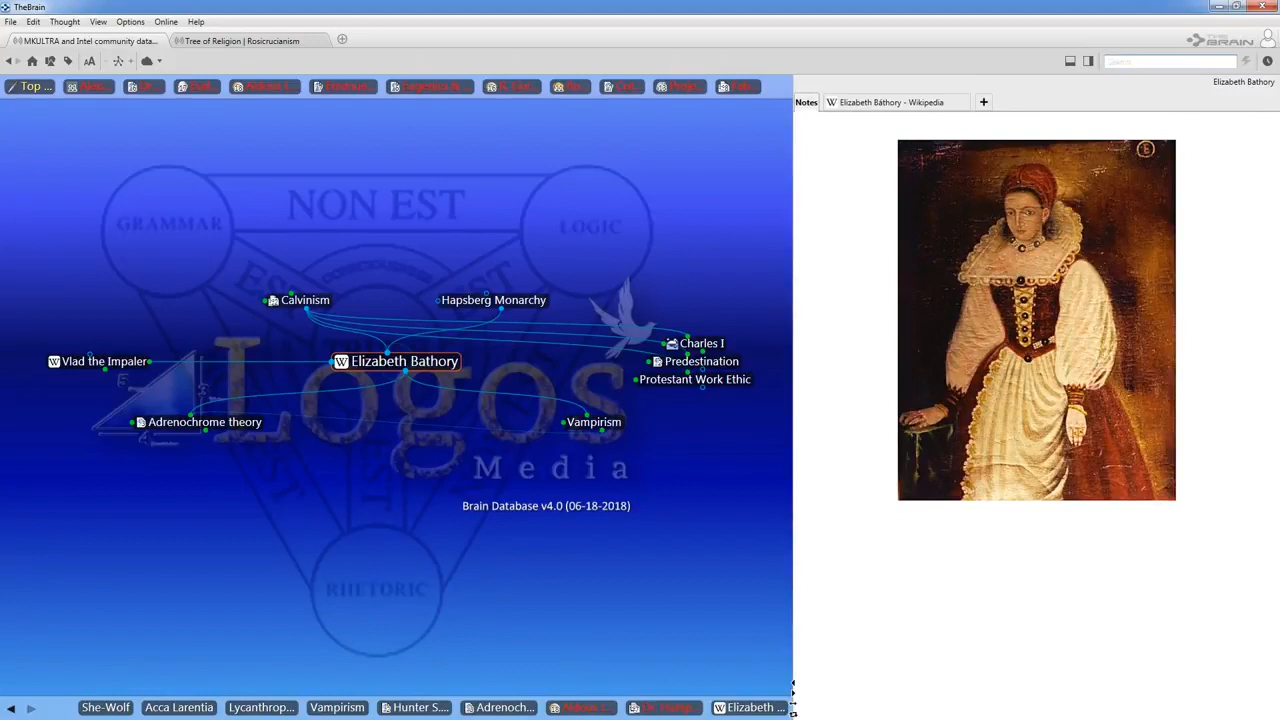 TheBrain
File Edit Thought View Options Online Help
MKULTRA and Intel community data... Tree of Religion | Rosicrucianism
THE BRAIN
Search
Top ...
Elizabeth Bathory
Notes Elizabeth Báthory - Wikipedia
NON EST
GRAMMAR
LOGIC
Calvinism
Hapsberg Monarchy
Charles I
Vlad the Impaler
Elizabeth Bathory
Predestination
Protestant Work Ethic
Adrenochrome theory
Vampirism
Logos
Media
Brain Database v4.0 (06-18-2018)
RHETORIC
She-Wolf Acca Larentia Lycanthrop... Vampirism Hunter S.... Adrenoch... Elizabeth ...